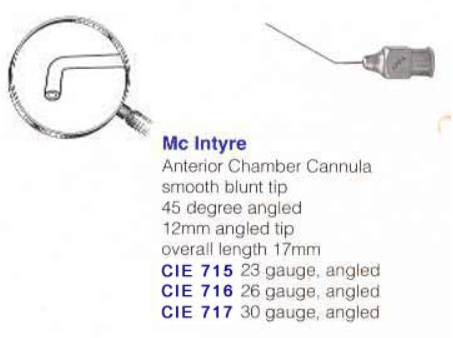 Mc Intyre
Anterior Chamber Cannula
smooth blunt tip
45 degree angled
12mm angled tip
overall length 17mm
CIE 715 23 gauge, angled
CIE 716 26 gauge, angled
CIE 717 30 gauge, angled